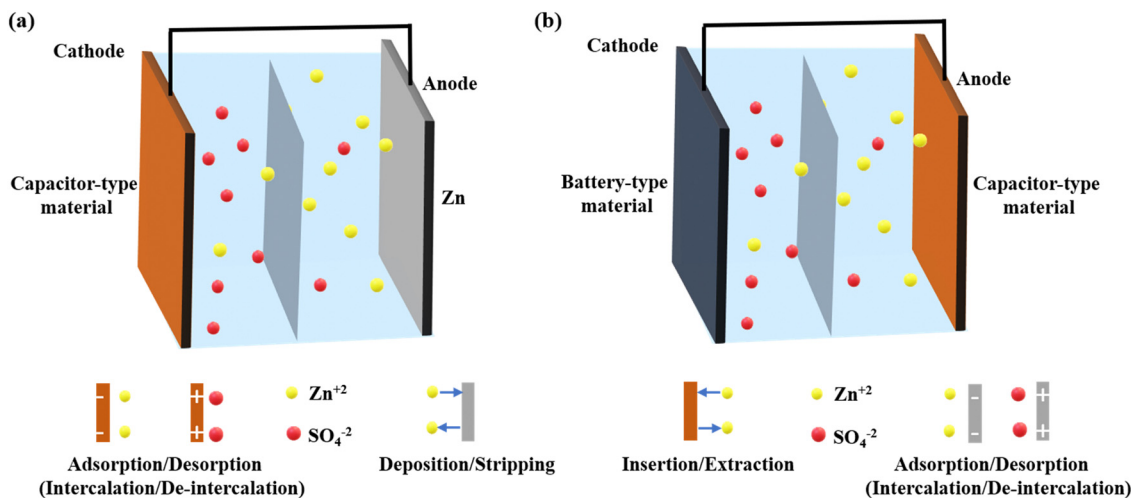 (a)
Cathode
Anode
Capacitor-type
material
Zn
- +
- +
Zn+2
SO4-2
Adsorption/Desorption
(Intercalation/De-intercalation)
Deposition/Stripping
(b)
Cathode
Anode
Battery-type
material
Capacitor-type
material
Zn+2
SO4-2
- +
- +
Insertion/Extraction
Adsorption/Desorption
(Intercalation/De-intercalation)